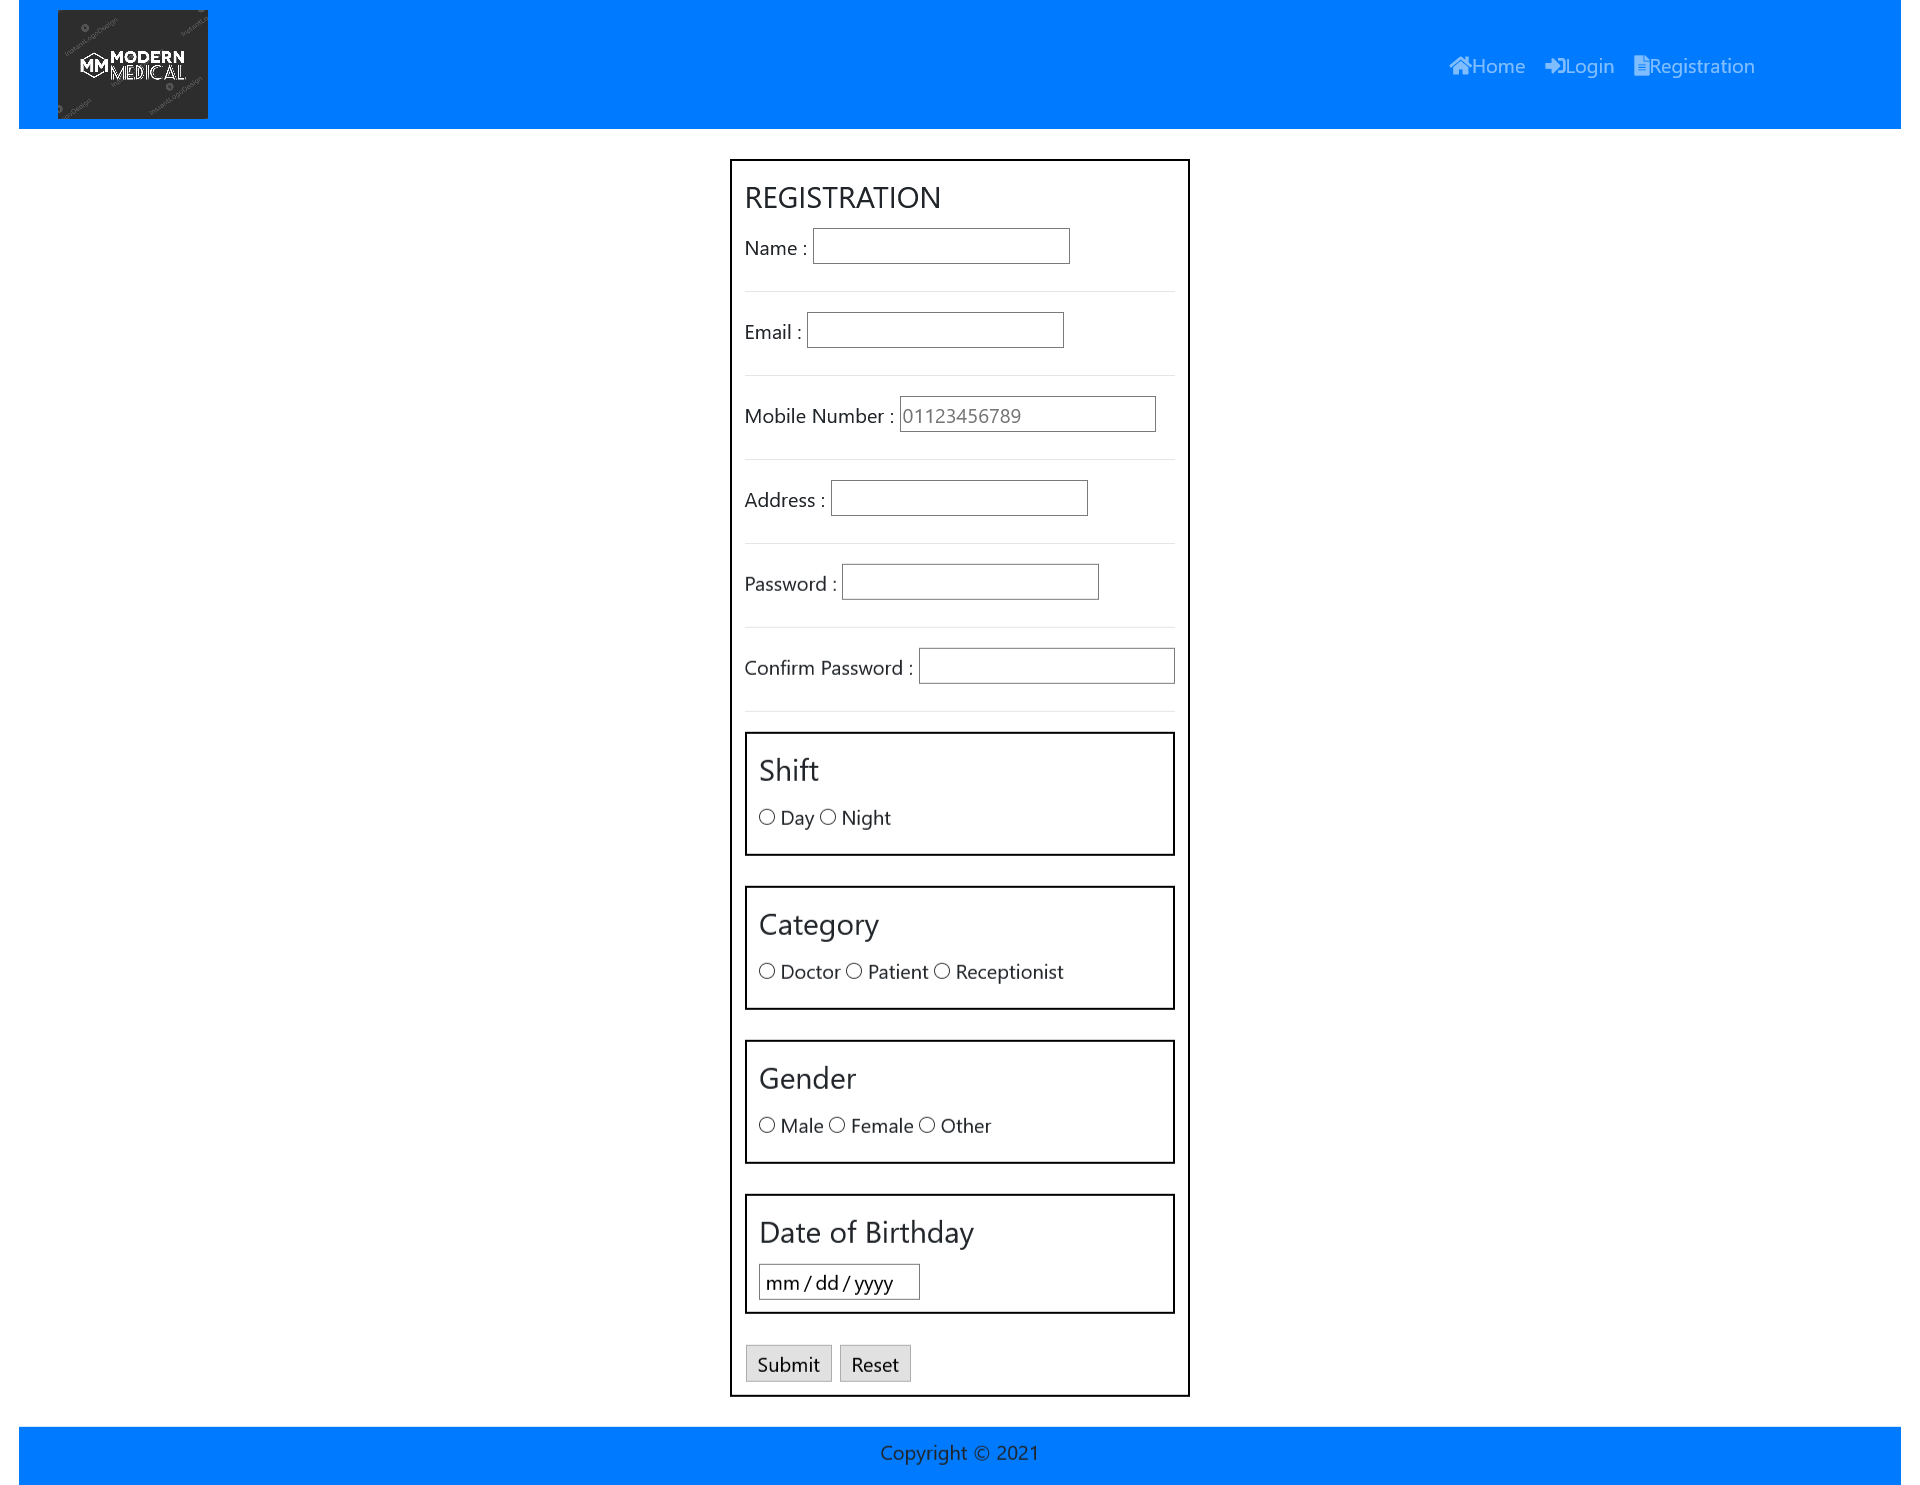 MM MODERN
MEDICAL
Home Login Registration
REGISTRATION
Name :
Email :
Mobile Number : 01123456789
Address :
Password :
Confirm Password :
Shift
Day Night
Category
Doctor Patient Receptionist
Gender
Male Female Other
Date of Birthday
mm / dd / yyyy
Submit Reset
Copyright © 2021